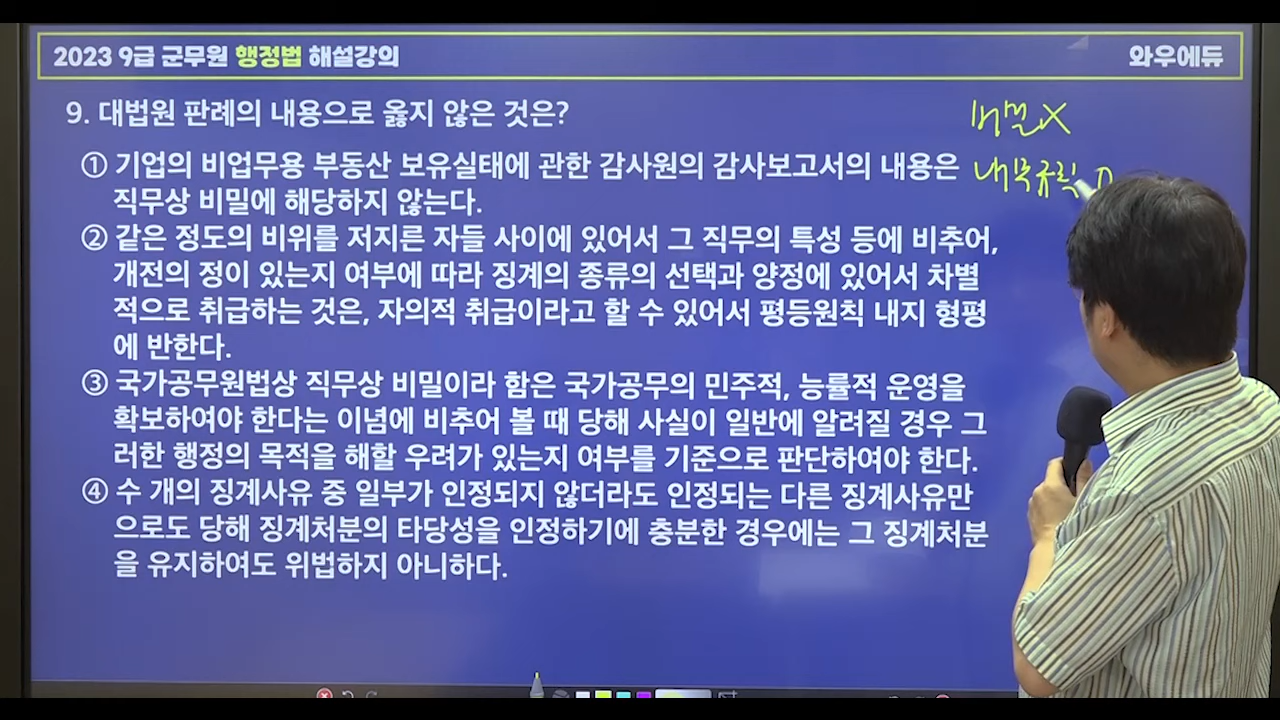 2023 9급 군무원 행정법 해설강의
와우에듀
9. 대법원 판례의 내용으로 옳지 않은 것은?
비밀X
① 기업의 비업무용 부동산 보유실태에 관한 감사원의 감사보고서의 내용은
내부규칙
직무상 비밀에 해당하지 않는다.
② 같은 정도의 비위를 저지른 자들 사이에 있어서 그 직무의 특성 등에 비추어,
개전의 정이 있는지 여부에 따라 징계의 종류의 선택과 양정에 있어서 차별
적으로 취급하는 것은, 자의적 취급이라고 할 수 있어서 평등원칙 내지 형평
에 반한다.
③ 국가공무원법상 직무상 비밀이라 함은 국가공무의 민주적, 능률적 운영을
확보하여야 한다는 이념에 비추어 볼 때 당해 사실이 일반에 알려질 경우 그
러한 행정의 목적을 해할 우려가 있는지 여부를 기준으로 판단하여야 한다.
④ 수 개의 징계사유 중 일부가 인정되지 않더라도 인정되는 다른 징계사유만
으로도 당해 징계처분의 타당성을 인정하기에 충분한 경우에는 그 징계처분
을 유지하여도 위법하지 아니하다.